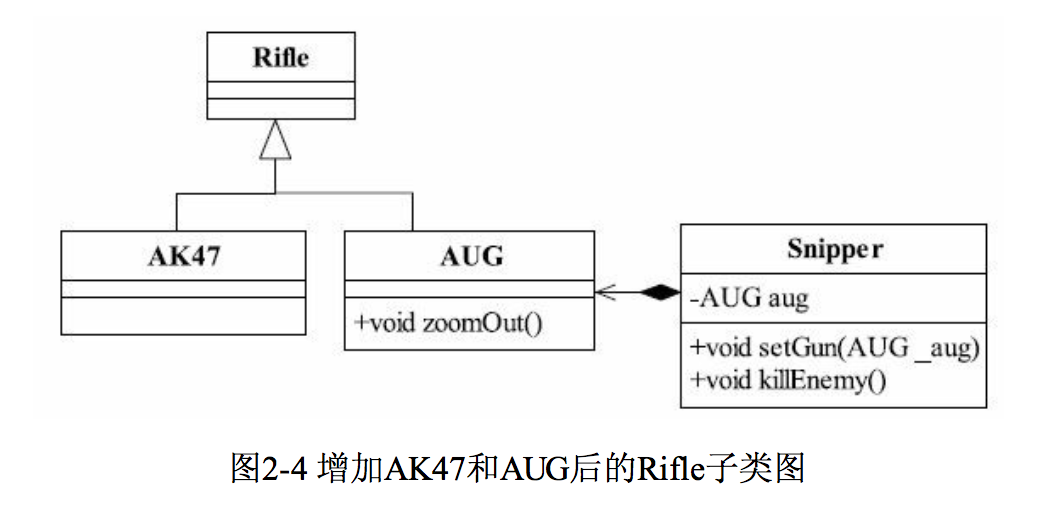 Rifle
AK47
AUG
+void zoomOut()
Snipper
-AUG aug
+void setGun(AUG _aug)
+void killEnemy()
图2-4 增加AK47和AUG后的Rifle子类图